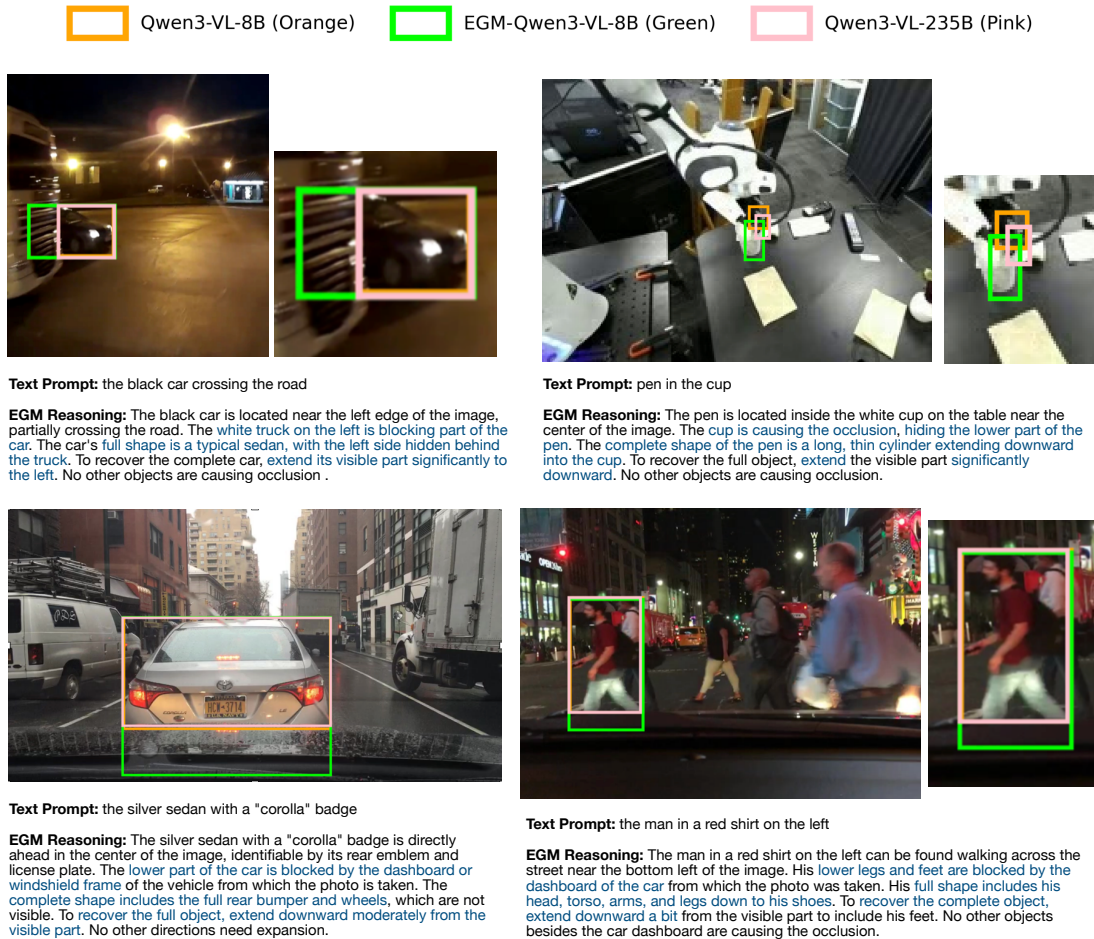 Qwen3-VL-8B (Orange)
EGM-Qwen3-VL-8B (Green)
Qwen3-VL-235B (Pink)
Text Prompt: the black car crossing the road
EGM Reasoning: The black car is located near the left edge of the image,
partially crossing the road. The white truck on the left is blocking part of the
car. The car's full shape is a typical sedan, with the left side hidden behind
the truck. To recover the complete car, extend its visible part significantly to
the left. No other objects are causing occlusion .
Text Prompt: pen in the cup
EGM Reasoning: The pen is located inside the white cup on the table near the
center of the image. The cup is causing the occlusion, hiding the lower part of the
pen. The complete shape of the pen is a long, thin cylinder extending downward
into the cup. To recover the full object, extend the visible part significantly
downward. No other objects are causing occlusion.
HCW-3714
COROLLA
LE
Text Prompt: the silver sedan with a "corolla" badge
EGM Reasoning: The silver sedan with a "corolla" badge is directly
ahead in the center of the image, identifiable by its rear emblem and
license plate. The lower part of the car is blocked by the dashboard or
windshield frame of the vehicle from which the photo is taken. The
complete shape includes the full rear bumper and wheels, which are not
visible. To recover the full object, extend downward moderately from the
visible part. No other directions need expansion.
Text Prompt: the man in a red shirt on the left
EGM Reasoning: The man in a red shirt on the left can be found walking across the
street near the bottom left of the image. His lower legs and feet are blocked by the
dashboard of the car from which the photo was taken. His full shape includes his
head, torso, arms, and legs down to his shoes. To recover the complete object,
extend downward a bit from the visible part to include his feet. No other objects
besides the car dashboard are causing the occlusion.